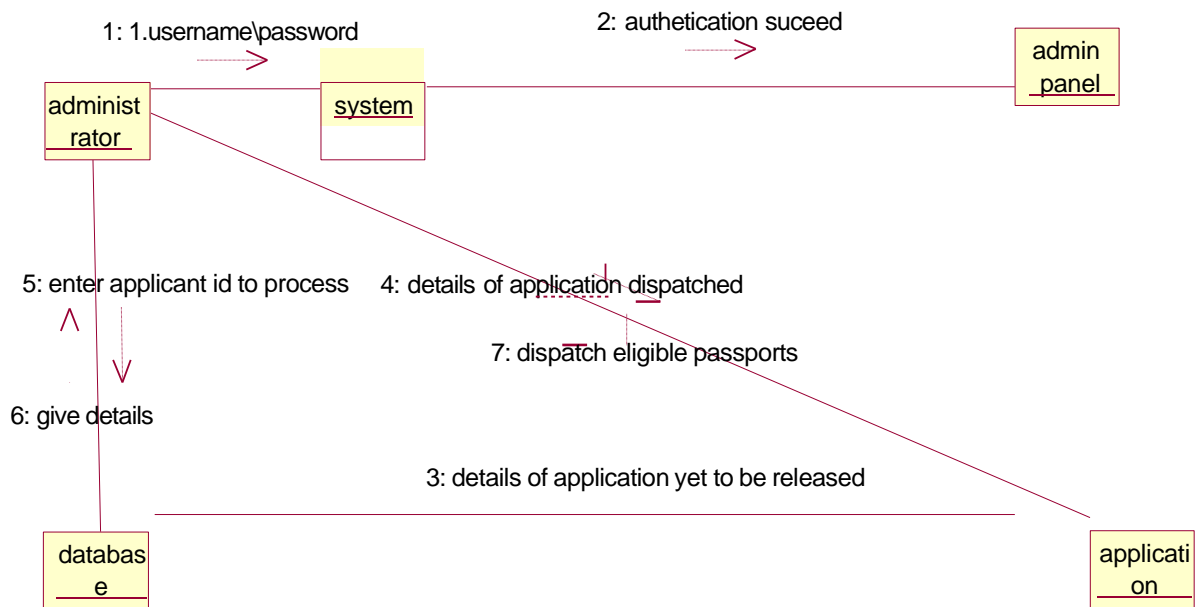 1: 1.username\password
2: authetication suceed
administ
rator
system
admin
panel
5: enter applicant id to process
4: details of application dispatched
7: dispatch eligible passports
6: give details
3: details of application yet to be released
databas
e
applicati
on